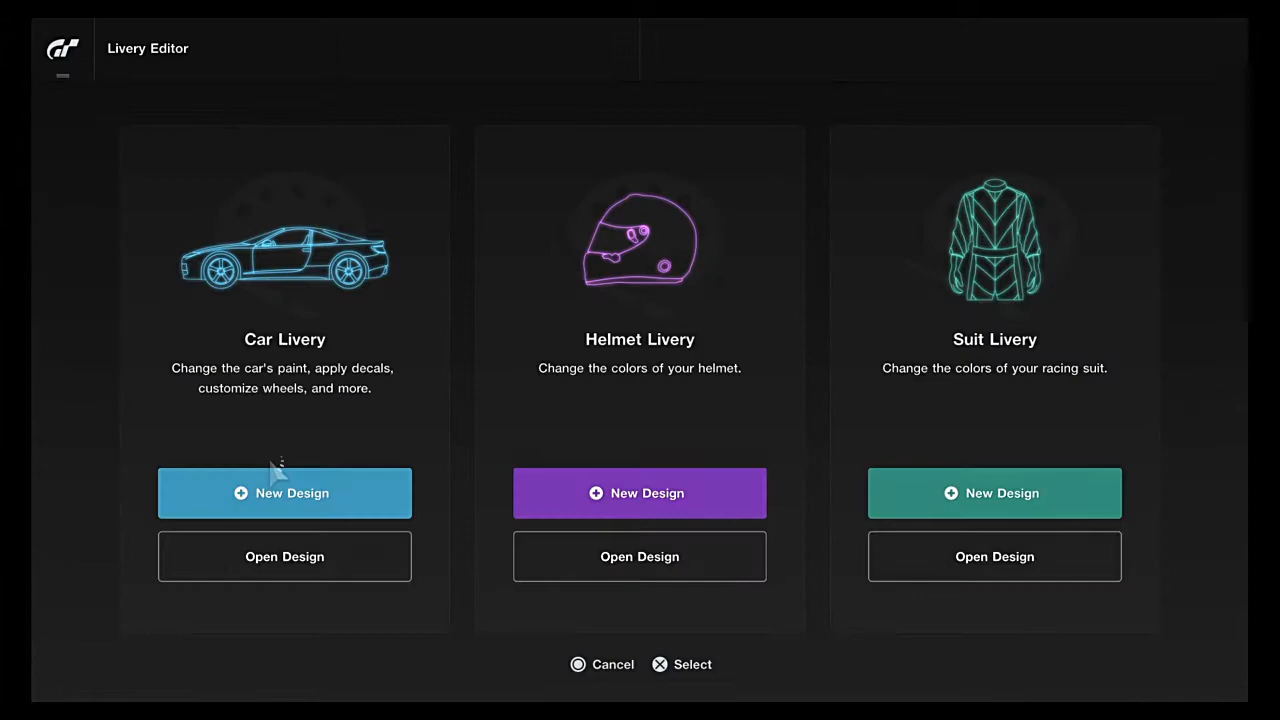 GT
Livery Editor
Car Livery
Change the car's paint, apply decals,
customize wheels, and more.
New Design
Open Design
Helmet Livery
Change the colors of your helmet.
New Design
Open Design
Suit Livery
Change the colors of your racing suit.
New Design
Open Design
Cancel
Select